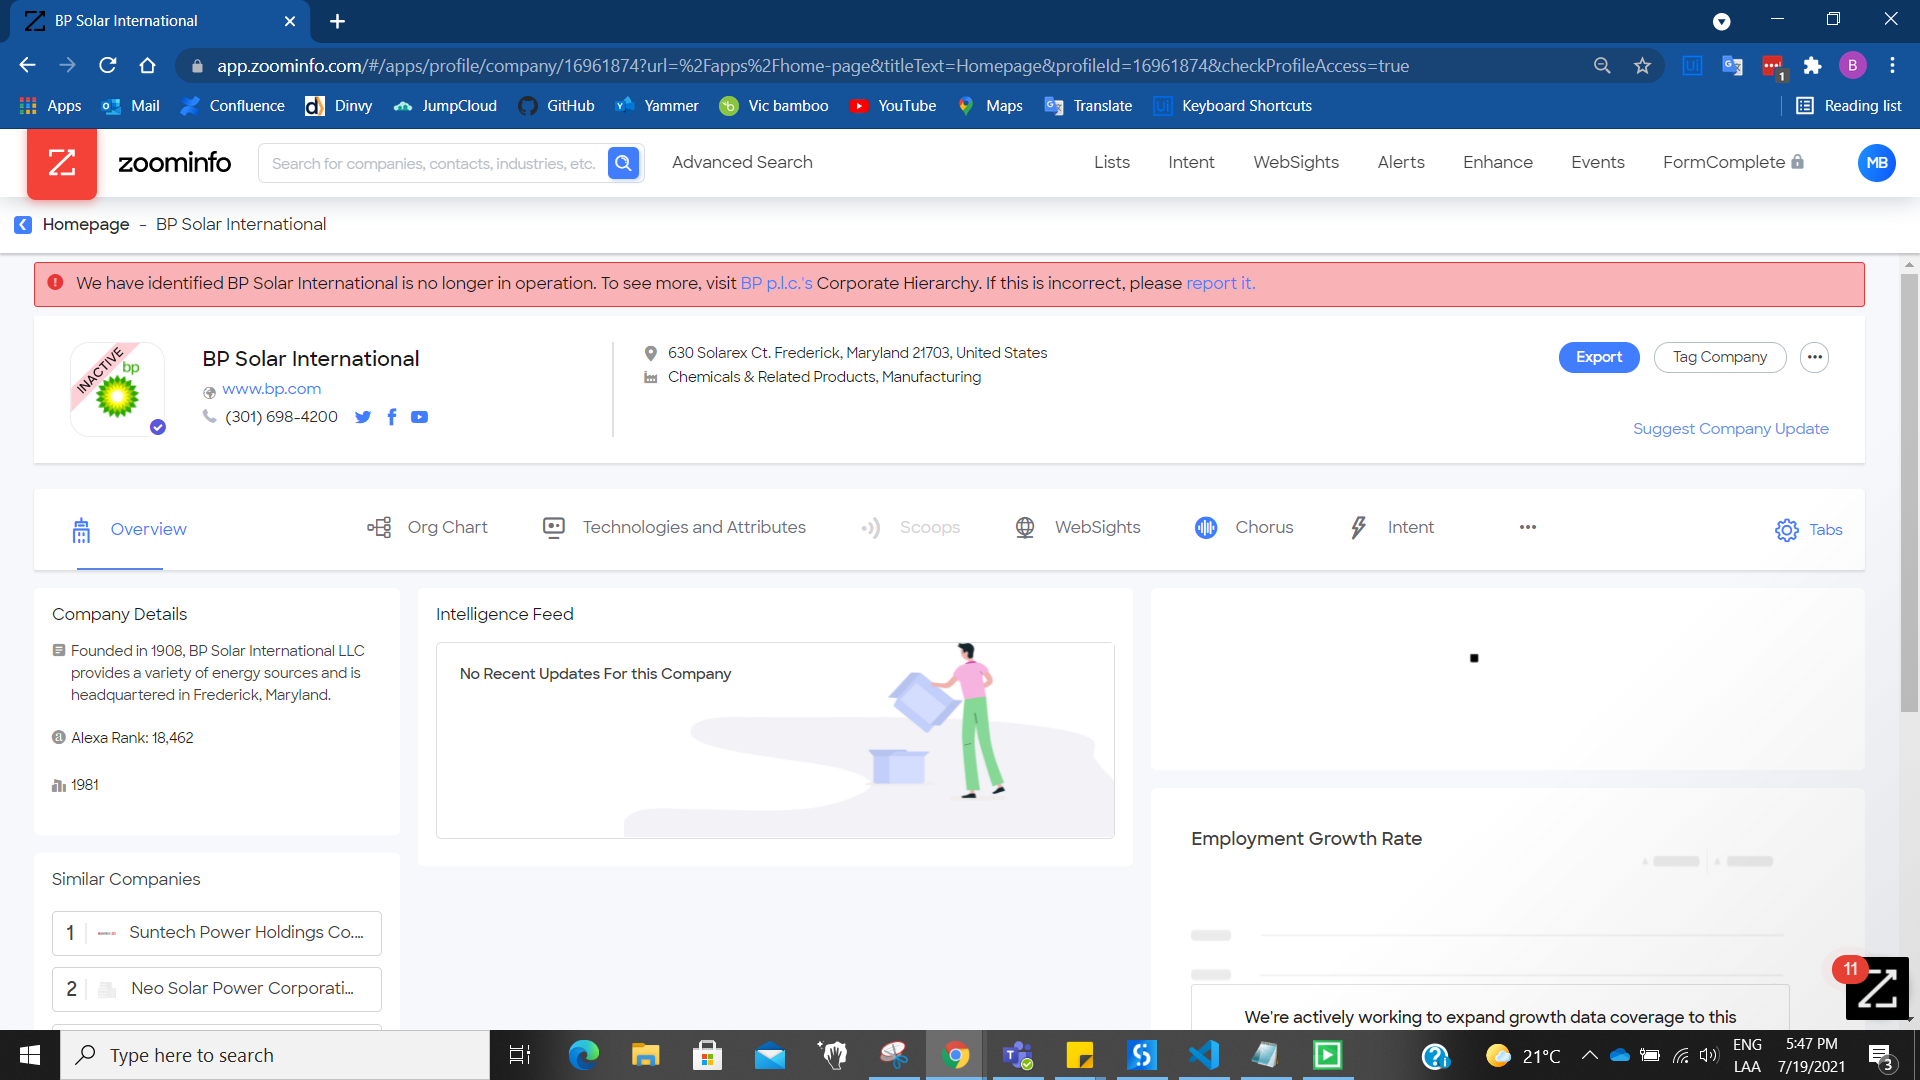 BP Solar International
app.zoominfo.com/#/apps/profile/company/16961874?url=%2Fapps%2Fhome-page&titleText=Homepage&profileId=16961874&checkProfileAccess=true
1
B
Apps Mail Confluence Dinvy JumpCloud GitHub Yammer Vic bamboo YouTube Maps Translate Keyboard Shortcuts Reading list
zoominfo Search for companies, contacts, industries, etc. Advanced Search Lists Intent WebSights Alerts Enhance Events FormComplete MB
Homepage - BP Solar International
We have identified BP Solar International is no longer in operation. To see more, visit BP p.l.c.'s Corporate Hierarchy. If this is incorrect, please report it.
INACTIVE
bp
BP Solar International
www.bp.com
(301) 698-4200
630 Solarex Ct. Frederick, Maryland 21703, United States
Chemicals & Related Products, Manufacturing
Export Tag Company
Suggest Company Update
Overview Org Chart Technologies and Attributes Scoops WebSights Chorus Intent Tabs
Company Details
Founded in 1908, BP Solar International LLC
provides a variety of energy sources and is
headquartered in Frederick, Maryland.
Alexa Rank: 18,462
1981
Similar Companies
1 Suntech Power Holdings Co....
2 Neo Solar Power Corporati...
Intelligence Feed
No Recent Updates For this Company
Employment Growth Rate
We're actively working to expand growth data coverage to this
11
Type here to search
21°C
ENG
LAA
5:47 PM
7/19/2021
3